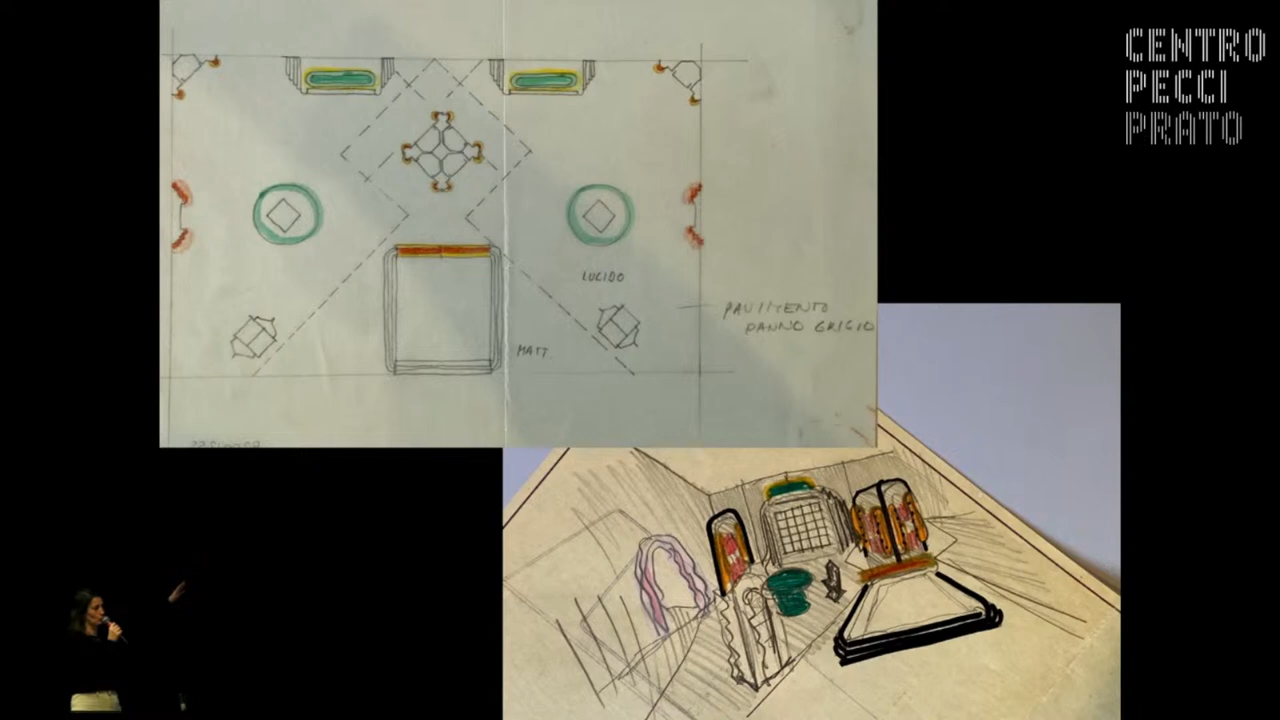 CENTRO
PECCI
PRATO
LUCIDO
PAVIMENTO
PANNO GRIGIO
MATT